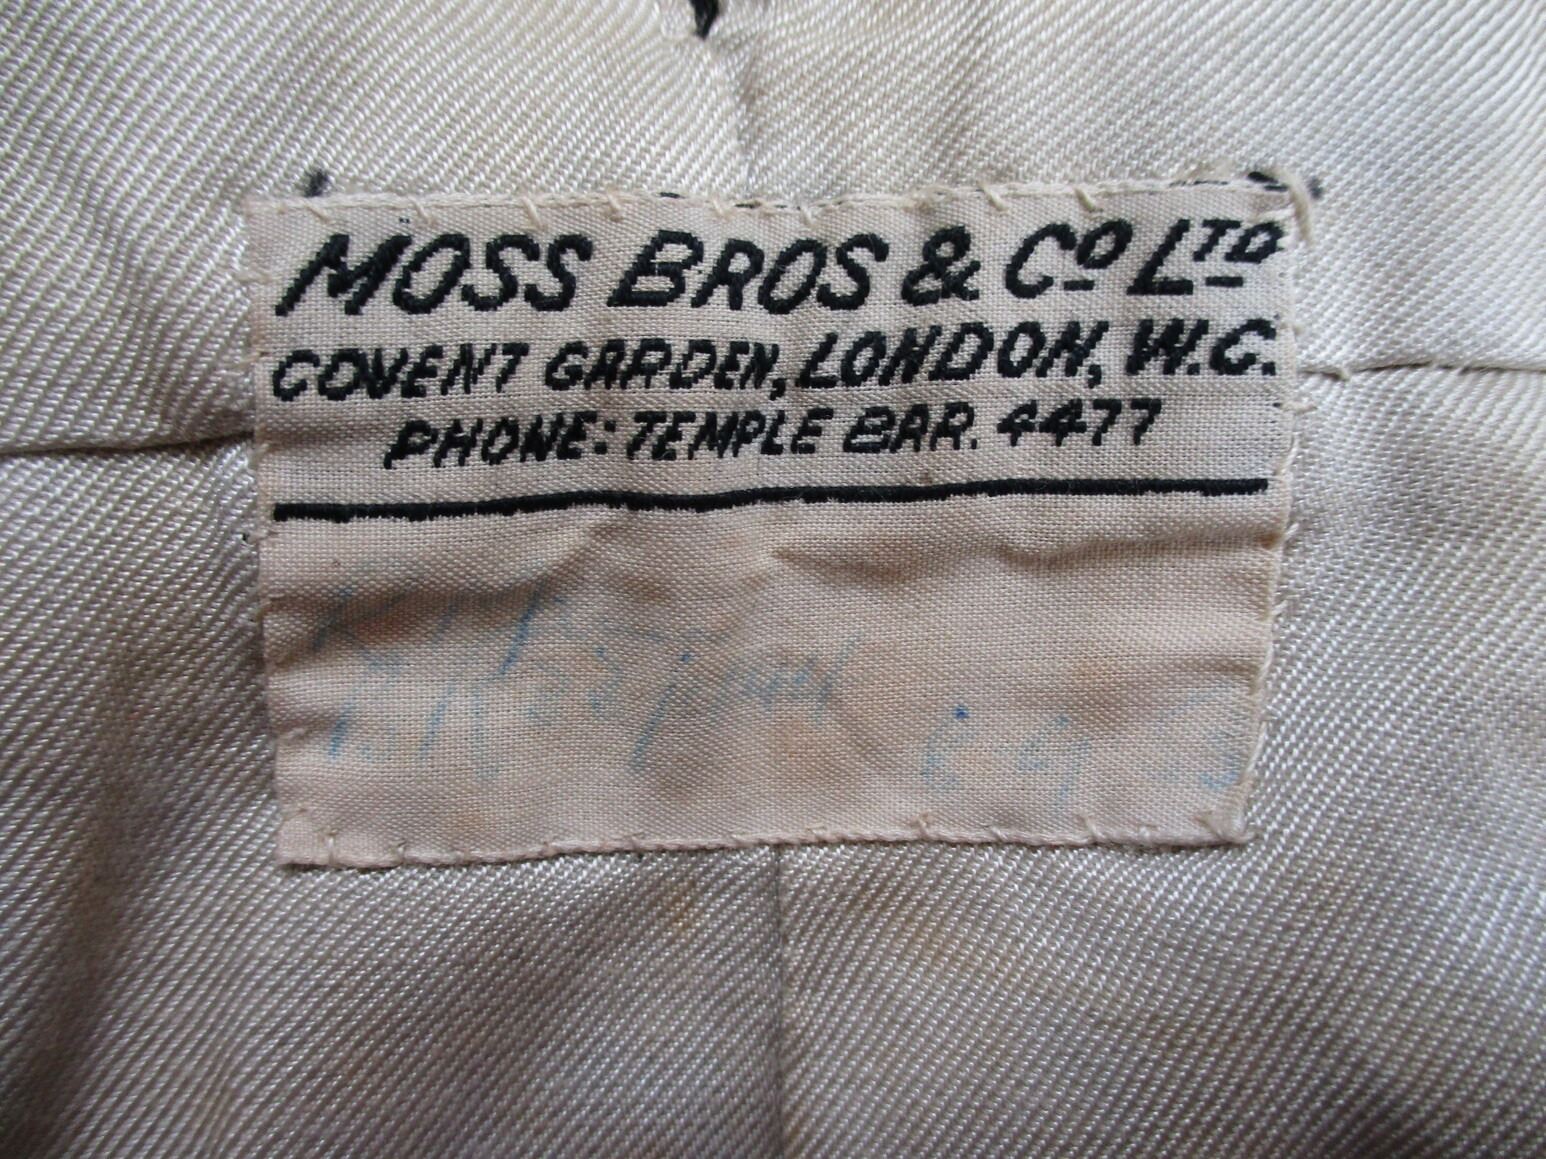 MOSS BROS & Cº LTD
COVENT GARDEN, LONDON, W.C.
PHONE: TEMPLE BAR. 4477